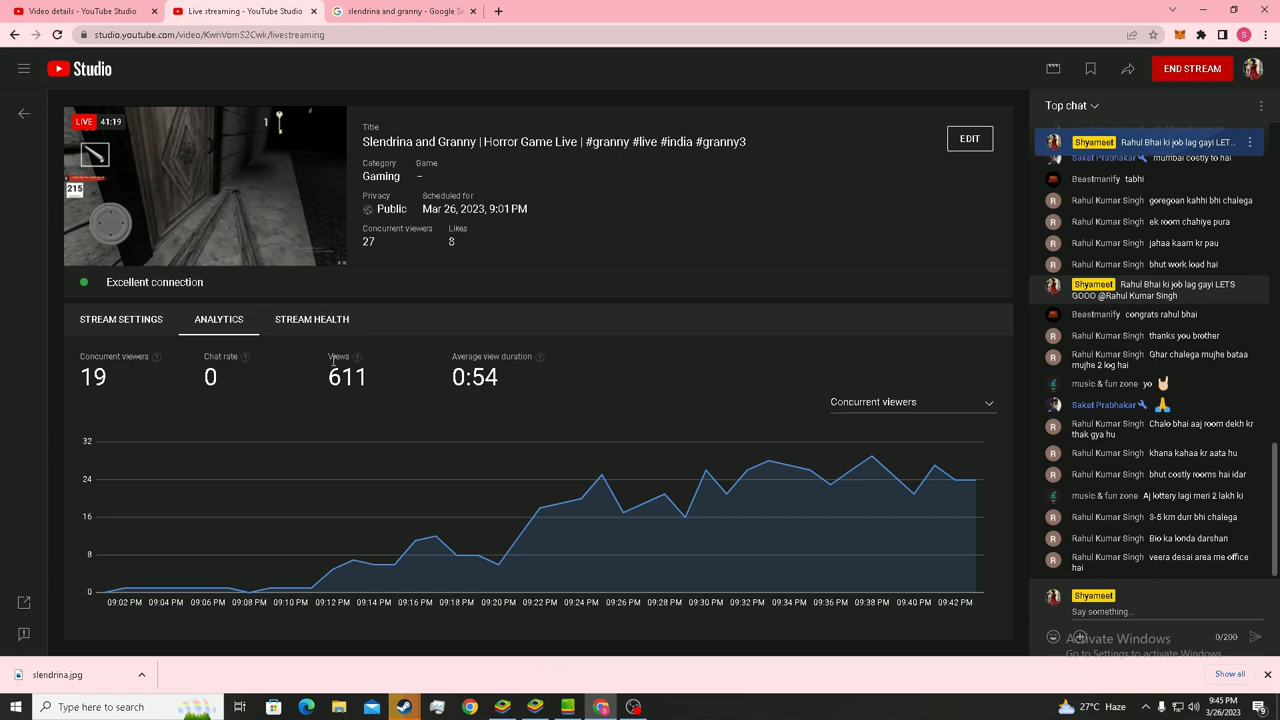 Video details - YouTube Studio
Live streaming - YouTube Studio
slendrina and granny - Google Se
studio.youtube.com/video/KwnVomS2Cwk/livestreaming
S
Studio
END STREAM
LIVE 41:19
1
215
Title
Slendrina and Granny | Horror Game Live | #granny #live #india #granny3
EDIT
Category Game
Gaming –
Privacy Scheduled for
Public Mar 26, 2023, 9:01 PM
Concurrent viewers Likes
27 8
Excellent connection
STREAM SETTINGS ANALYTICS STREAM HEALTH
Concurrent viewers Chat rate Views Average view duration
19 0 611 0:54
Concurrent viewers
32
24
16
8
0
09:02 PM 09:04 PM 09:06 PM 09:08 PM 09:10 PM 09:12 PM 09:14 PM 09:16 PM 09:18 PM 09:20 PM 09:22 PM 09:24 PM 09:26 PM 09:28 PM 09:30 PM 09:32 PM 09:34 PM 09:36 PM 09:38 PM 09:40 PM 09:42 PM
Top chat
Shyameet Rahul Bhai ki job lag gayi LET...
Saket Prabhakar mumbai costly to hai
Beastmanify tabhi
Rahul Kumar Singh goregoan kahhi bhi chalega
Rahul Kumar Singh ek room chahiye pura
Rahul Kumar Singh jahaa kaam kr pau
Rahul Kumar Singh bhut work load hai
Shyameet Rahul Bhai ki job lag gayi LETS
GOOO @Rahul Kumar Singh
Beastmanify congrats rahul bhai
Rahul Kumar Singh thanks you brother
Rahul Kumar Singh Ghar chalega mujhe bataa
mujhe 2 log hai
music & fun zone yo 🤘🏻
Saket Prabhakar 🙏
Rahul Kumar Singh Chalo bhai aaj room dekh kr
thak gya hu
Rahul Kumar Singh khana kahaa kr aata hu
Rahul Kumar Singh bhut costly rooms hai idar
music & fun zone Aj lottery lagi meri 2 lakh ki
Rahul Kumar Singh 3-5 km durr bhi chalega
Rahul Kumar Singh Bio ka londa darshan
Rahul Kumar Singh veera desai area me office
hai
Shyameet
Say something...
0/200
Activate Windows
Go to Settings to activate Windows.
slendrina.jpg
Show all
Type here to search
27°C Haze
9:45 PM
3/26/2023